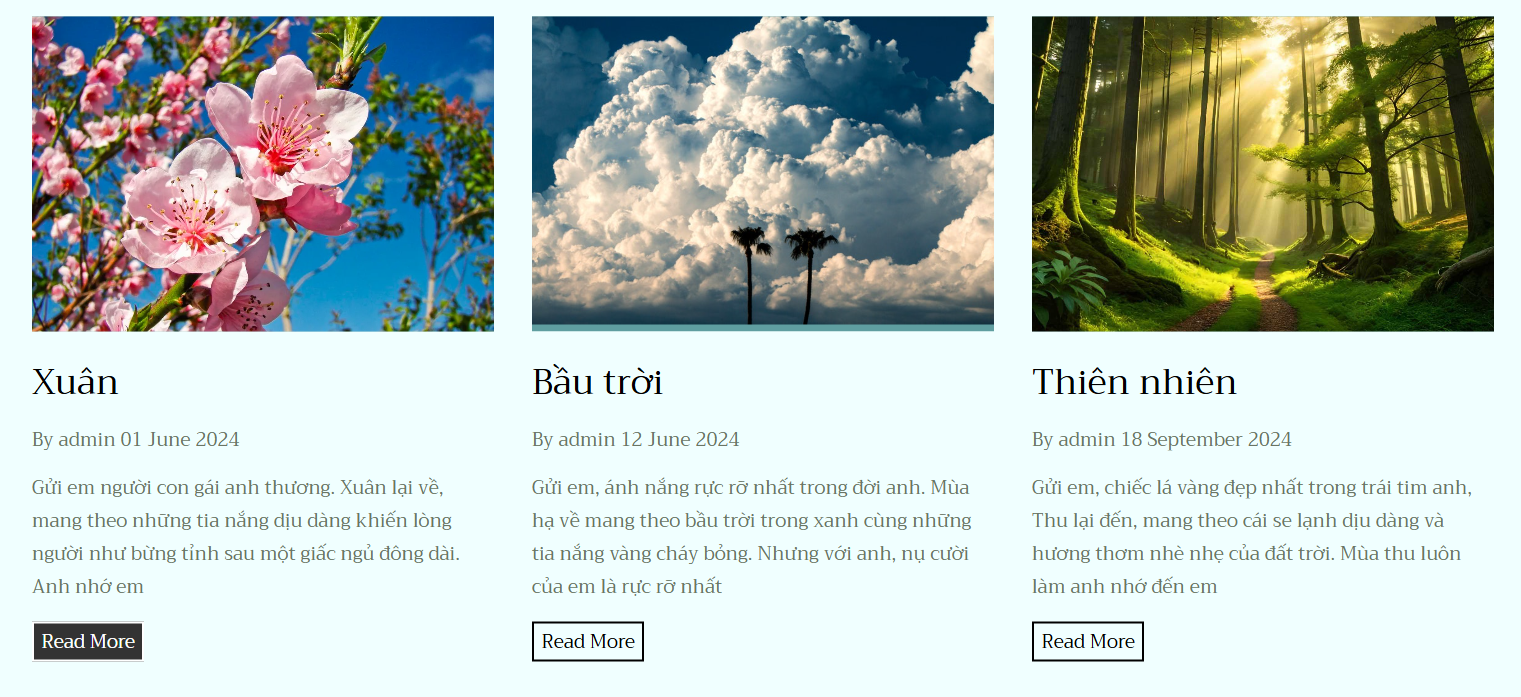 Xuân
By admin 01 June 2024
Gửi em người con gái anh thương. Xuân lại về,
mang theo những tia nắng dịu dàng khiến lòng
người như bừng tỉnh sau một giấc ngủ đông dài.
Anh nhớ em
Read More
Bầu trời
By admin 12 June 2024
Gửi em, ánh nắng rực rỡ nhất trong đời anh. Mùa
hạ về mang theo bầu trời trong xanh cùng những
tia nắng vàng cháy bỏng. Nhưng với anh, nụ cười
của em là rực rỡ nhất
Read More
Thiên nhiên
By admin 18 September 2024
Gửi em, chiếc lá vàng đẹp nhất trong trái tim anh,
Thu lại đến, mang theo cái se lạnh dịu dàng và
hương thơm nhè nhẹ của đất trời. Mùa thu luôn
làm anh nhớ đến em
Read More